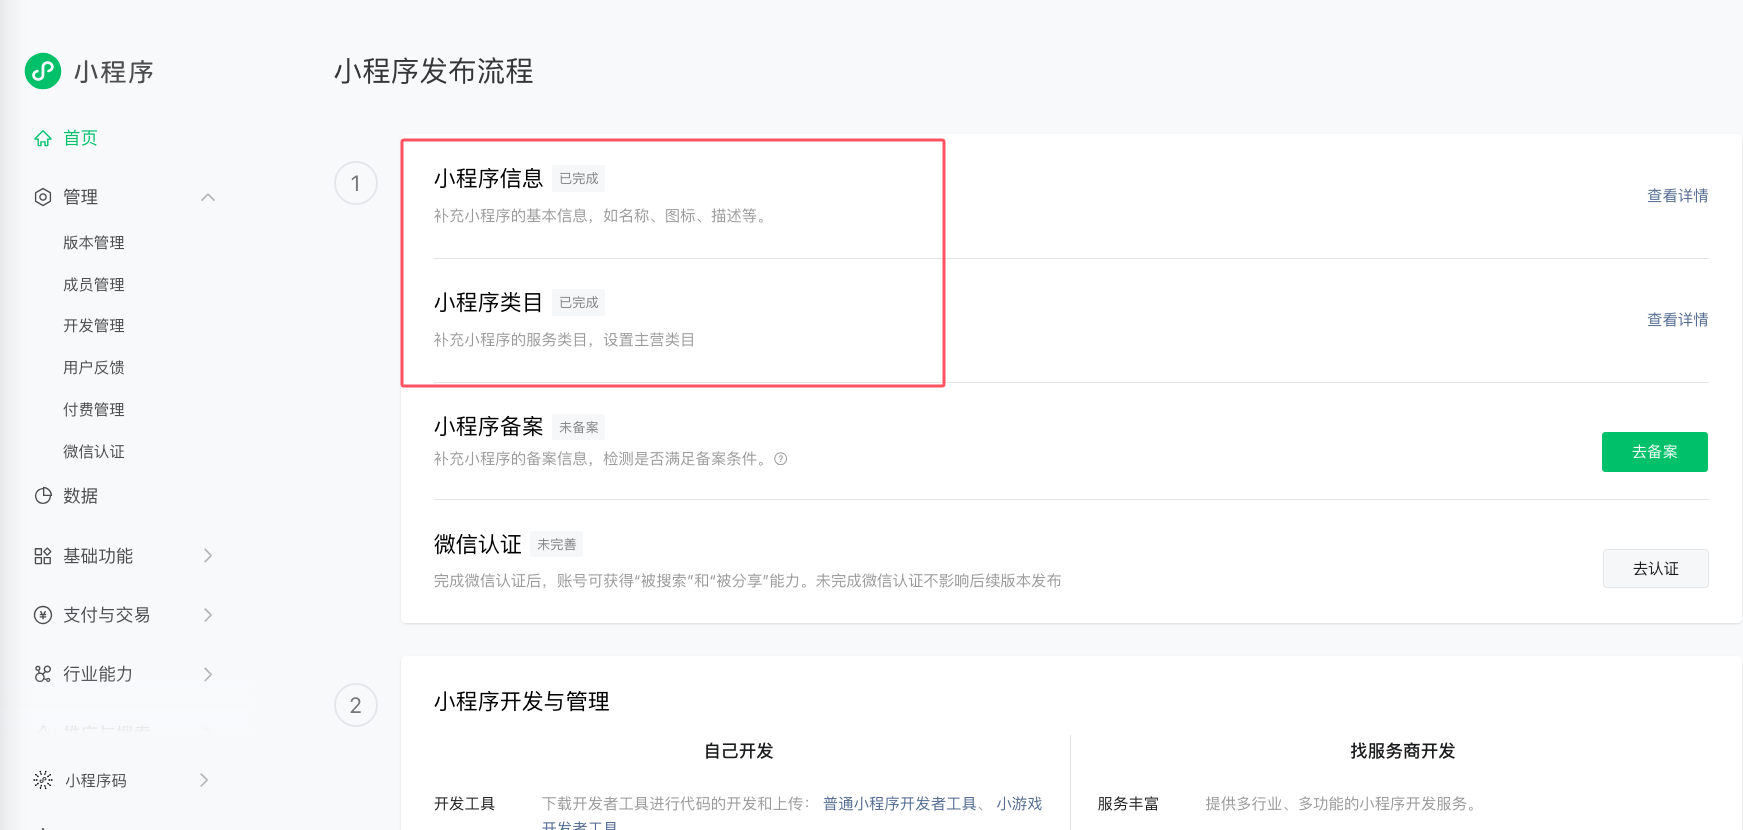 小程序
首页
管理
版本管理
成员管理
开发管理
用户反馈
付费管理
微信认证
数据
基础功能
支付与交易
行业能力
小程序码
小程序发布流程
1
小程序信息 已完成
补充小程序的基本信息，如名称、图标、描述等。
查看详情
小程序类目 已完成
补充小程序的服务类目，设置主营类目
查看详情
小程序备案 未备案
补充小程序的备案信息，检测是否满足备案条件。
去备案
微信认证 未完善
完成微信认证后，账号可获得“被搜索”和“被分享”能力。未完成微信认证不影响后续版本发布
去认证
2
小程序开发与管理
自己开发
开发工具 下载开发者工具进行代码的开发和上传： 普通小程序开发者工具、 小游戏
开发者工具
找服务商开发
服务丰富 提供多行业、多功能的小程序开发服务。